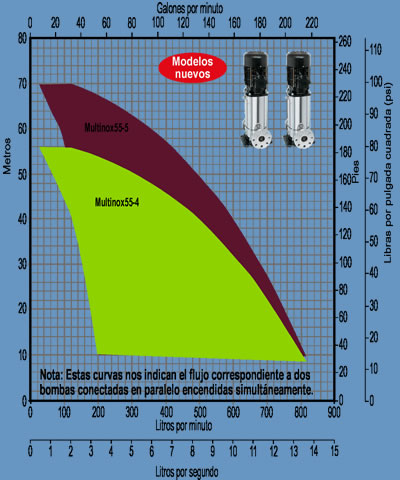 Galones por minuto
0 20 40 60 80 100 120 140 160 180 200 220
Modelos
nuevos
Multinox55-5
Multinox55-4
Metros
80
70
60
50
40
30
20
10
0
Pies
260
240
220
200
180
160
140
120
100
80
60
40
20
0
Libras por pulgada cuadrada (psi)
110
100
90
80
70
60
50
40
30
20
10
0
Nota: Estas curvas nos indican el flujo correspondiente a dos
bombas conectadas en paralelo encendidas simultáneamente.
0 100 200 300 400 500 600 700 800 900
Litros por minuto
0 1 2 3 4 5 6 7 8 9 10 11 12 13 14 15
Litros por segundo